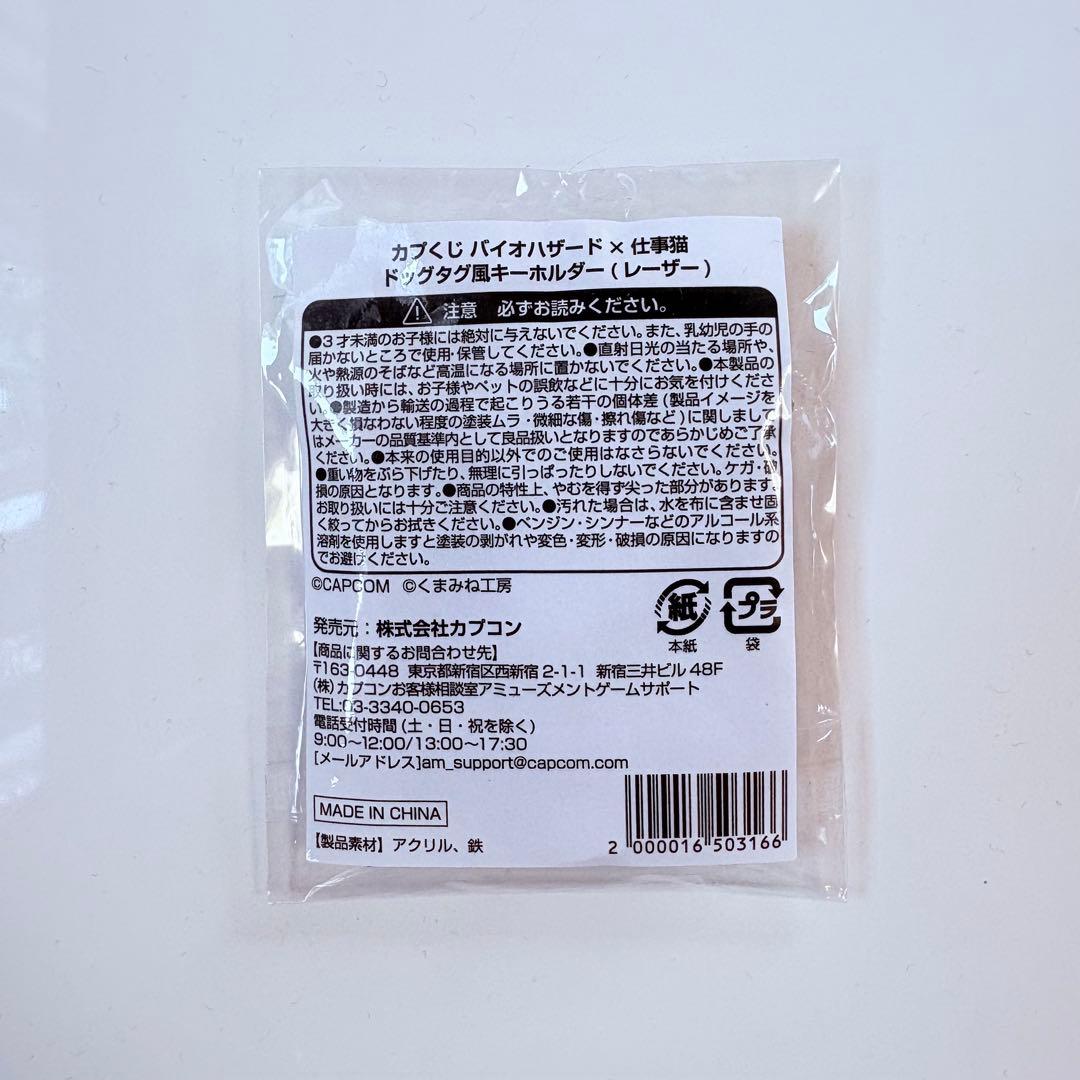 カプくじ バイオハザード × 仕事猫
ドッグタグ風キーホルダー ( レーザー )
注意 必ずお読みください。
●3 才未満のお子様には絶対に与えないでください。また、乳幼児の手の
届かないところで使用・保管してください。●直射日光の当たる場所や、
火や熱源のそばなど高温になる場所に置かないでください。●本製品の
取り扱い時には、お子様やペットの誤飲などに十分にお気を付けくださ
い。●製造から輸送の過程で起こりうる若干の個体差 (製品イメージを
大きく損なわない程度の塗装ムラ・微細な傷・擦れ傷など ) に関しまして
はメーカーの品質基準内として良品扱いとなりますのであらかじめご了承
ください。●本来の使用目的以外でのご使用はなさらないでください。
●重い物をぶら下げたり、無理に引っぱったりしないでください。ケガ・破
損の原因となります。●商品の特性上、やむを得ず尖った部分があります。
お取り扱いには十分ご注意ください。●汚れた場合は、水を布に含ませ固
く絞ってからお拭きください。●ベンジン・シンナーなどのアルコール系
溶剤を使用しますと塗装の剥がれや変色・変形・破損の原因になりますの
でお避けください。
©CAPCOM ©くまみね工房
紙
本紙
プラ
袋
発売元 : 株式会社カプコン
【商品に関するお問合わせ先】
〒163-0448 東京都新宿区西新宿 2-1-1 新宿三井ビル 48F
(株) カプコンお客様相談室アミューズメントゲームサポート
TEL:03-3340-0653
電話受付時間 (土・日・祝を除く)
9:00～12:00/13:00～17:30
[メールアドレス]am_support@capcom.com
MADE IN CHINA
【製品素材】アクリル、鉄
2 000016 503166